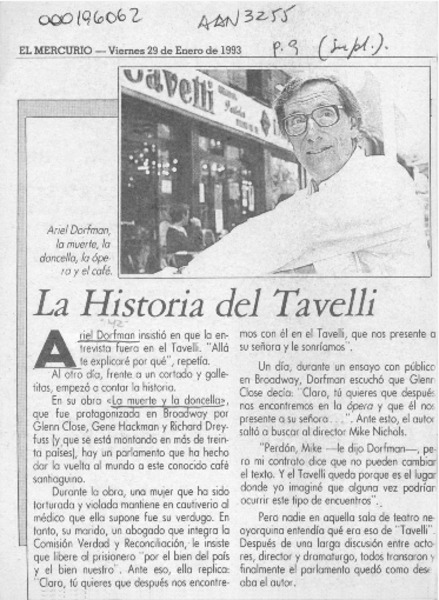 000196062
AAN3255
EL MERCURIO — Viernes 29 de Enero de 1993
p. 9 (supl.).
Tavelli
Ariel Dorfman,
la muerte, la
doncella, la ópe-
ra y el café.
La Historia del Tavelli
"42"
Ariel Dorfman insistió en que la en-
trevista fuera en el Tavelli. "Allá
te explicaré por qué", repetía.
Al otro día, frente a un cortado y galle-
titas, empezó a contar la historia.
En su obra «La muerte y la doncella»,
que fue protagonizada en Broadway por
Glenn Close, Gene Hackman y Richard Drey-
fuss (y que se está montando en más de trein-
ta países), hay un parlamento que ha hecho
dar la vuelta al mundo a este conocido café
santiaguino.
Durante la obra, una mujer que ha sido
torturada y violada mantiene en cautiverio al
médico que ella supone fue su verdugo. En
tanto, su marido, un abogado que integra la
Comisión Verdad y Reconciliación, le insiste
que libere al prisionero "por el bien del país
y el bien nuestro". Ante eso, ella replica:
"Claro, tú quieres que después nos encontre-
mos con él en el Tavelli, que nos presente a
su señora y le sonríamos".
Un día, durante un ensayo con público
en Broadway, Dorfman escuchó que Glenn
Close decía: "Claro, tú quieres que después
nos encontremos en la ópera y que él nos
presente a su señora . . .". Ante esto, el autor
saltó a buscar al director Mike Nichols.
"Perdón, Mike —le dijo Dorfman—, pe-
ro mi contrato dice que no pueden cambiar
el texto. Y el Tavelli queda porque es el lugar
donde yo imaginé que alguna vez podrían
ocurrir este tipo de encuentros".
Pero nadie en aquella sala de teatro ne-
oyorquina entendía qué era eso de "Tavelli".
Después de una larga discusión entre acto-
res, director y dramaturgo, todos transaron y
finalmente el parlamento quedó como dese-
aba el autor.